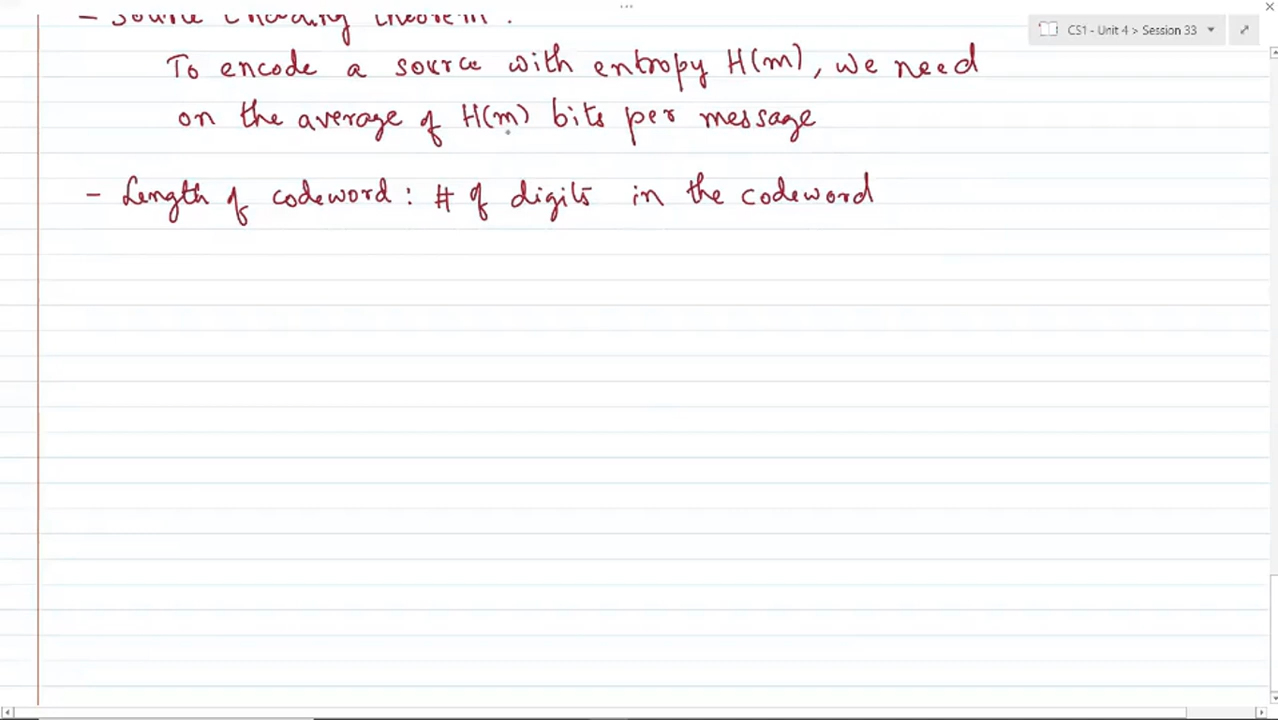 CS1 - Unit 4 > Session 33
To encode a source with entropy H(m), we need
on the average of H(m) bits per message
- Length of codeword : # of digits in the codeword